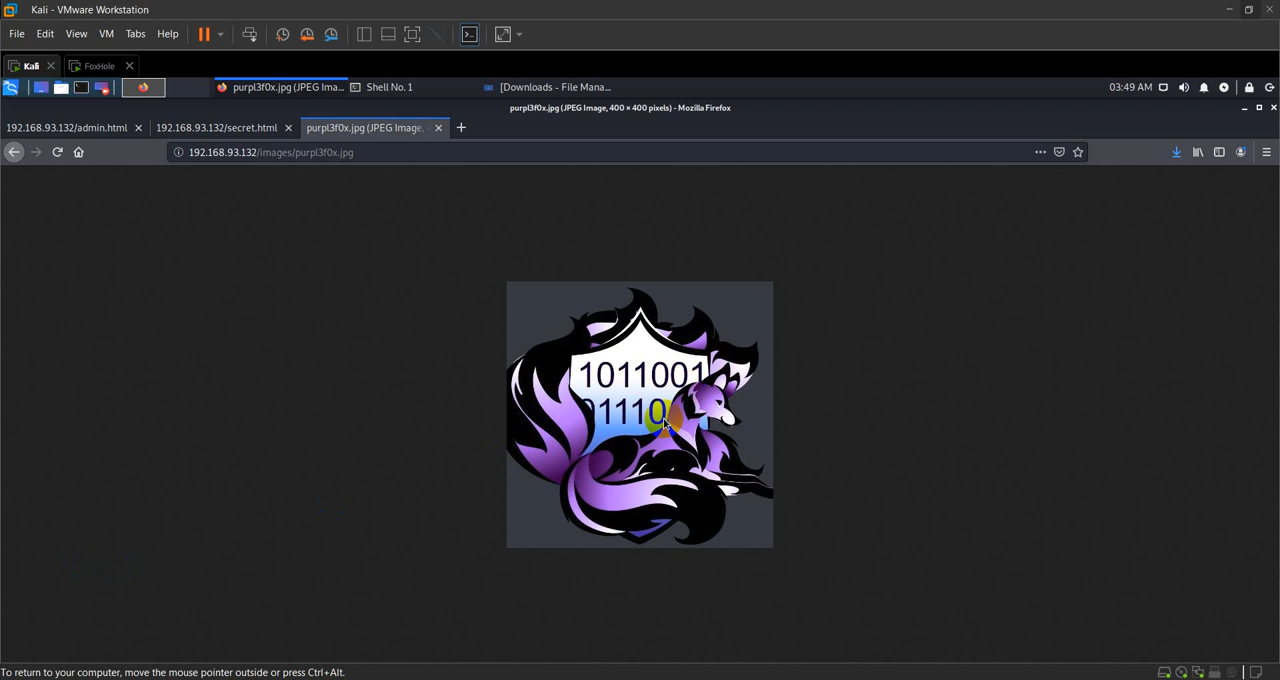 Kali - VMware Workstation
File Edit View VM Tabs Help
Kali FoxHole
purpl3f0x.jpg (JPEG Ima... Shell No. 1 [Downloads - File Mana... 03:49 AM
purpl3f0x.jpg (JPEG Image, 400 × 400 pixels) - Mozilla Firefox
192.168.93.132/admin.html 192.168.93.132/secret.html purpl3f0x.jpg (JPEG Image, 
192.168.93.132/images/purpl3f0x.jpg
1011001
01110
To return to your computer, move the mouse pointer outside or press Ctrl+Alt.